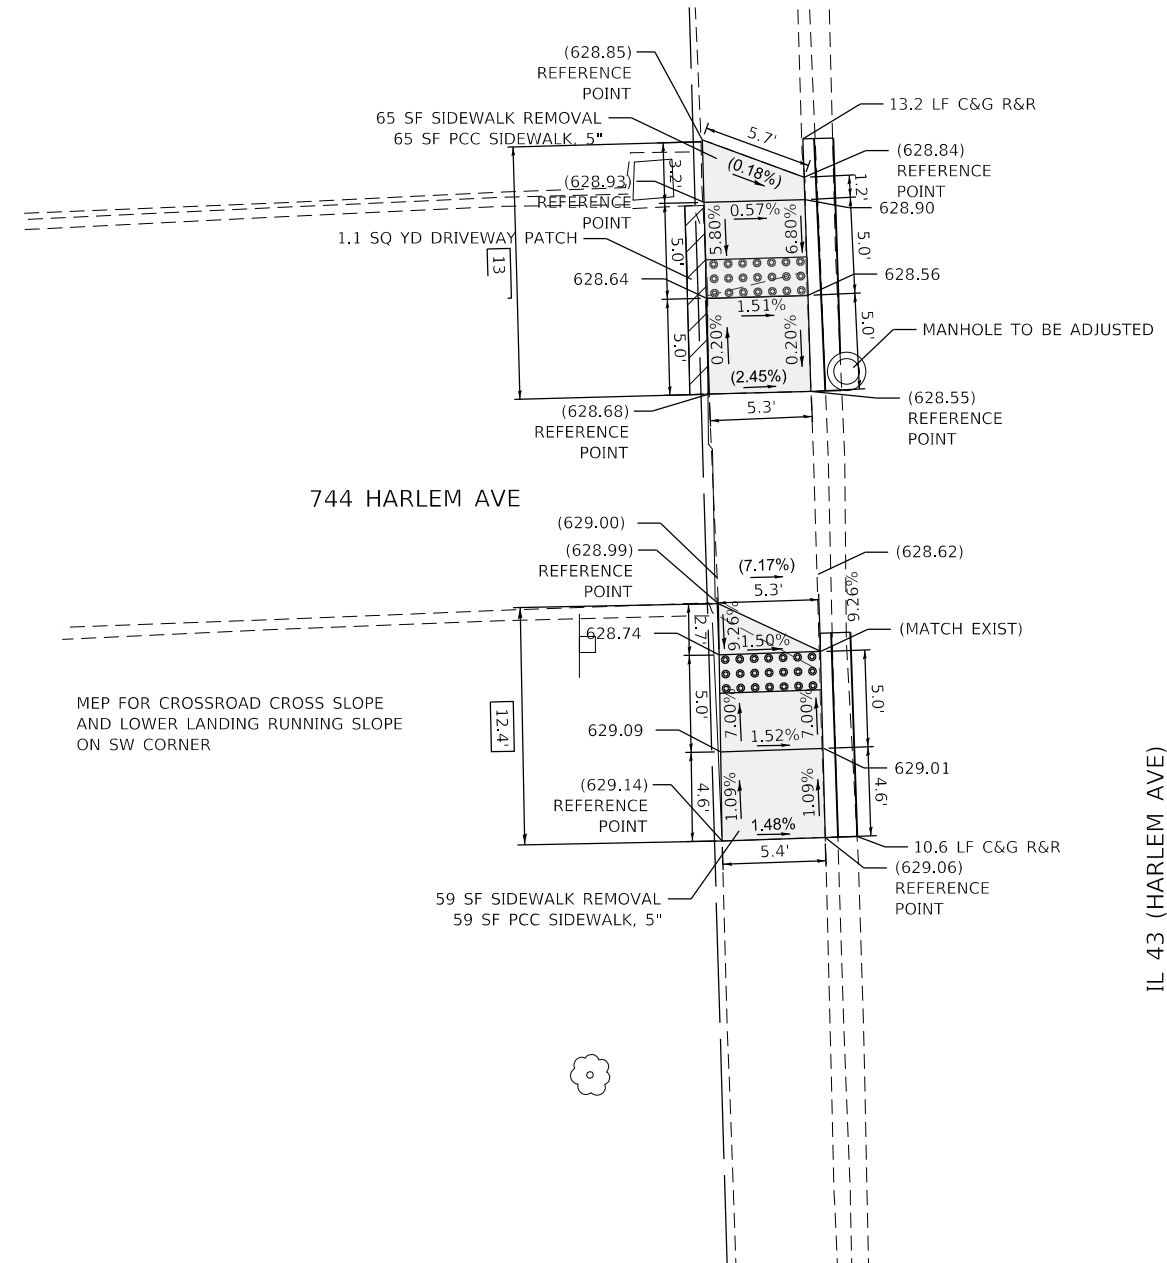 (628.85)
REFERENCE
POINT
13.2 LF C&G R&R
65 SF SIDEWALK REMOVAL
65 SF PCC SIDEWALK, 5"
5.7'
(628.84)
REFERENCE
POINT
3.2'
(0.18%)
1.2'
(628.93)
REFERENCE
POINT
628.90
0.57%
5.80%
6.80%
1.1 SQ YD DRIVEWAY PATCH
5.0'
5.0'
13
628.64
628.56
1.51%
0.20%
0.20%
5.0'
5.0'
MANHOLE TO BE ADJUSTED
(2.45%)
(628.68)
REFERENCE
POINT
5.3'
(628.55)
REFERENCE
POINT
744 HARLEM AVE
(629.00)
(628.99)
REFERENCE
POINT
(7.17%)
5.3'
(628.62)
9.26%
2.7'
9.26%
628.74
1.50%
(MATCH EXIST)
MEP FOR CROSSROAD CROSS SLOPE
AND LOWER LANDING RUNNING SLOPE
ON SW CORNER
12.4'
5.0'
7.00%
7.00%
5.0'
629.09
1.52%
629.01
(629.14)
REFERENCE
POINT
4.6'
1.09%
1.09%
4.6'
1.48%
5.4'
10.6 LF C&G R&R
(629.06)
REFERENCE
POINT
59 SF SIDEWALK REMOVAL
59 SF PCC SIDEWALK, 5"
IL 43 (HARLEM AVE)